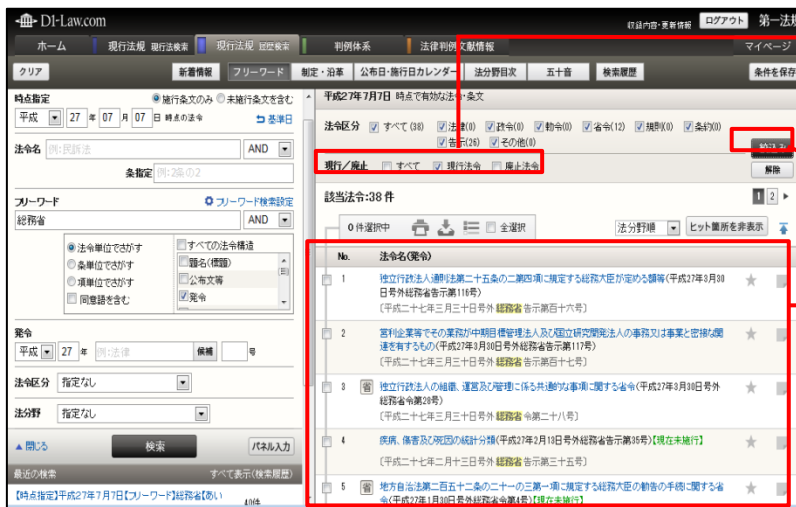 D1-Law.com
収録内容・更新情報 ログアウト 第一法規
ホーム 現行法規 現行法検索 現行法規 履歴検索 判例体系 法律判例文献情報 マイページ
クリア 新着情報 フリーワード 制定・沿革 公布日・施行日カレンダー 法分野目次 五十音 検索履歴 条件を保存
時点指定 施行条文のみ 未施行条文を含む
平成 27 年 07 月 07 日 時点の法令 基準日
法令名 例:民訴法 AND
条指定 例:2条の2
フリーワード フリーワード検索設定
総務省 AND
法令単位でさがす すべての法令構造
条単位でさがす 題名(標題)
項単位でさがす 公布文等
同意語を含む 発令
発令
平成 27 年 例:法律 候補 号
法令区分 指定なし
法分野 指定なし
閉じる 検索 パネル入力
最近の検索 すべて表示(検索履歴)
【時点指定】平成27年7月7日【フリーワード】総務省【あい 40件
平成27年7月7日 時点で有効な法令・条文
法令区分 すべて(38) 法律(0) 政令(0) 勅令(0) 省令(12) 規則(0) 条約(0)
告示(26) その他(0)
絞込み
現行/廃止 すべて 現行法令 廃止法令 解除
該当法令:38 件 1 2
0 件選択中 全選択 法分野順 ヒット箇所を非表示
No. 法令名(発令)
1 独立行政法人通則法第二十五条の二第四項に規定する総務大臣が定める額等(平成27年3月30
日号外総務省告示第116号)
〔平成二十七年三月三十日号外総務省告示第百十六号〕
2 営利企業等でその業務が中期目標管理法人及び国立研究開発法人の事務又は事業と密接な関
連を有するもの(平成27年3月30日号外総務省告示第117号)
〔平成二十七年三月三十日号外総務省告示第百十七号〕
3 省 独立行政法人の組織、運営及び管理に係る共通的な事項に関する省令(平成27年3月30日号外
総務省令第28号)
〔平成二十七年三月三十日号外総務省令第二十八号〕
4 疾病、傷害及び死因の統計分類(平成27年2月13日号外総務省告示第35号)【現在未施行】
〔平成二十七年二月十三日号外総務省告示第三十五号〕
5 省 地方自治法第二百五十二条の二十一の三第一項に規定する総務大臣の勧告の手続に関する省
令(平成27年1月30日号外総務省令第4号)【現在未施行】